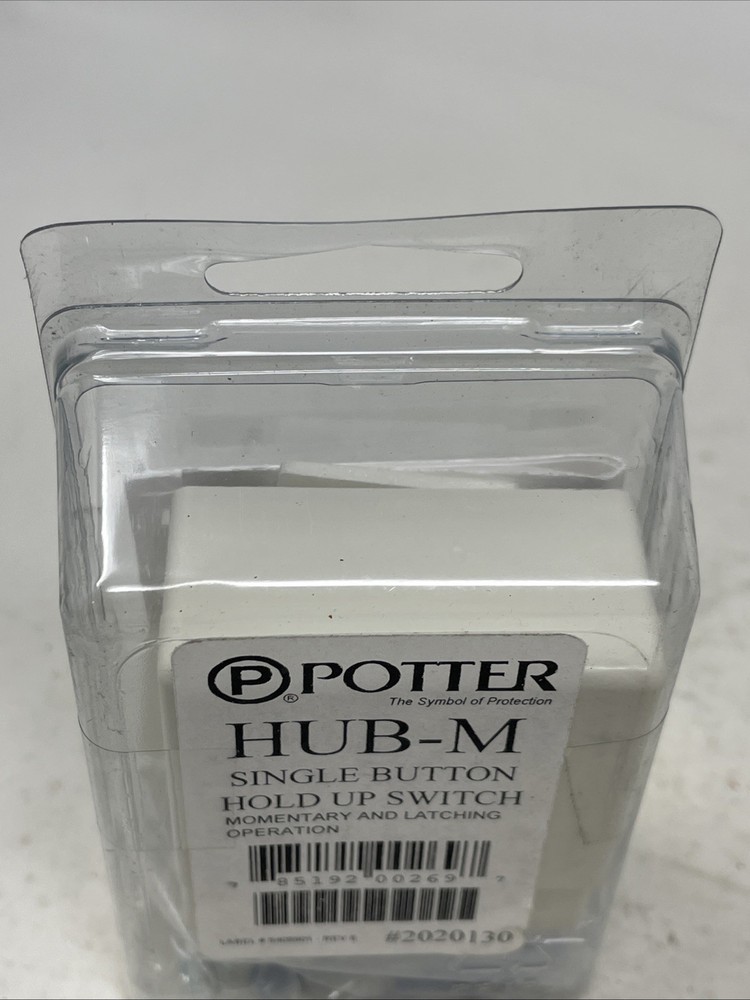 P® POTTER
The Symbol of Protection
HUB-M
SINGLE BUTTON
HOLD UP SWITCH
MOMENTARY AND LATCHING
OPERATION
85192 00269
#2020130